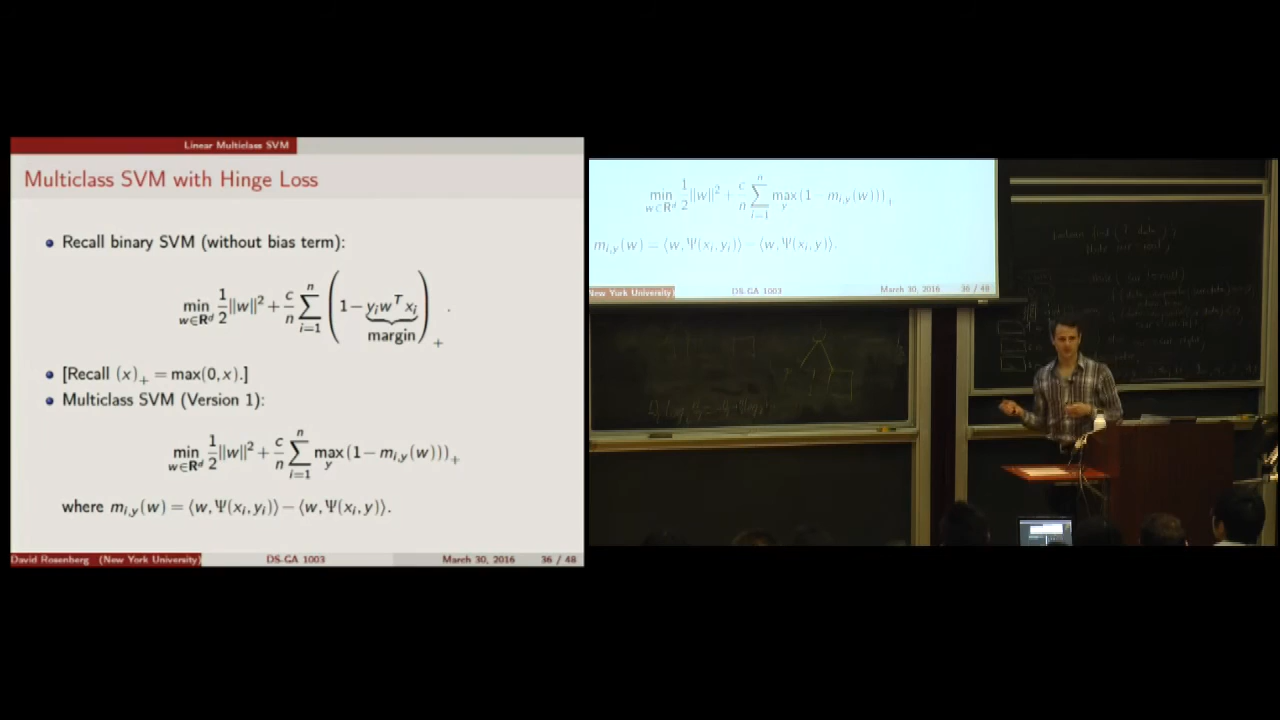 Linear Multiclass SVM
Multiclass SVM with Hinge Loss
Recall binary SVM (without bias term):
min_{w∈R^d} 1/2 ||w||² + c/n ∑_{i=1}^{n} (1 − y_i w^T x_i)_+ .
margin
[Recall (x)_+ = max(0, x).]
Multiclass SVM (Version 1):
min_{w∈R^d} 1/2 ||w||² + c/n ∑_{i=1}^{n} max_y (1 − m_{i,y}(w)))_+
where m_{i,y}(w) = ⟨w, Ψ(x_i, y_i)⟩ − ⟨w, Ψ(x_i, y)⟩.
David Rosenberg (New York University) DS-GA 1003 March 30, 2016 36 / 48
min_{w∈R^d} 1/2 ||w||² + c/n ∑_{i=1}^{n} max_y (1 − m_{i,y}(w)))_+
m_{i,y}(w) = ⟨w, Ψ(x_i, y_i)⟩ − ⟨w, Ψ(x_i, y)⟩.
New York University) DS-GA 1003 March 30, 2016 36 / 48